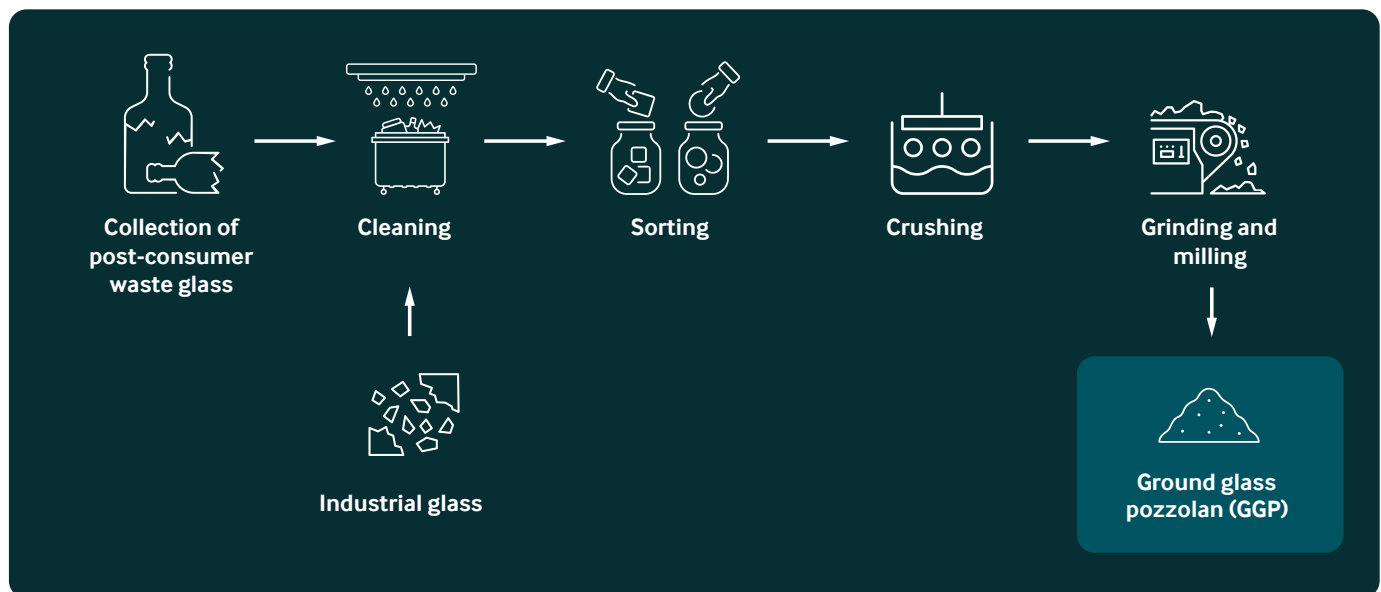 Collection of
post-consumer
waste glass
Cleaning
Sorting
Crushing
Grinding and
milling
Industrial glass
Ground glass
pozzolan (GGP)